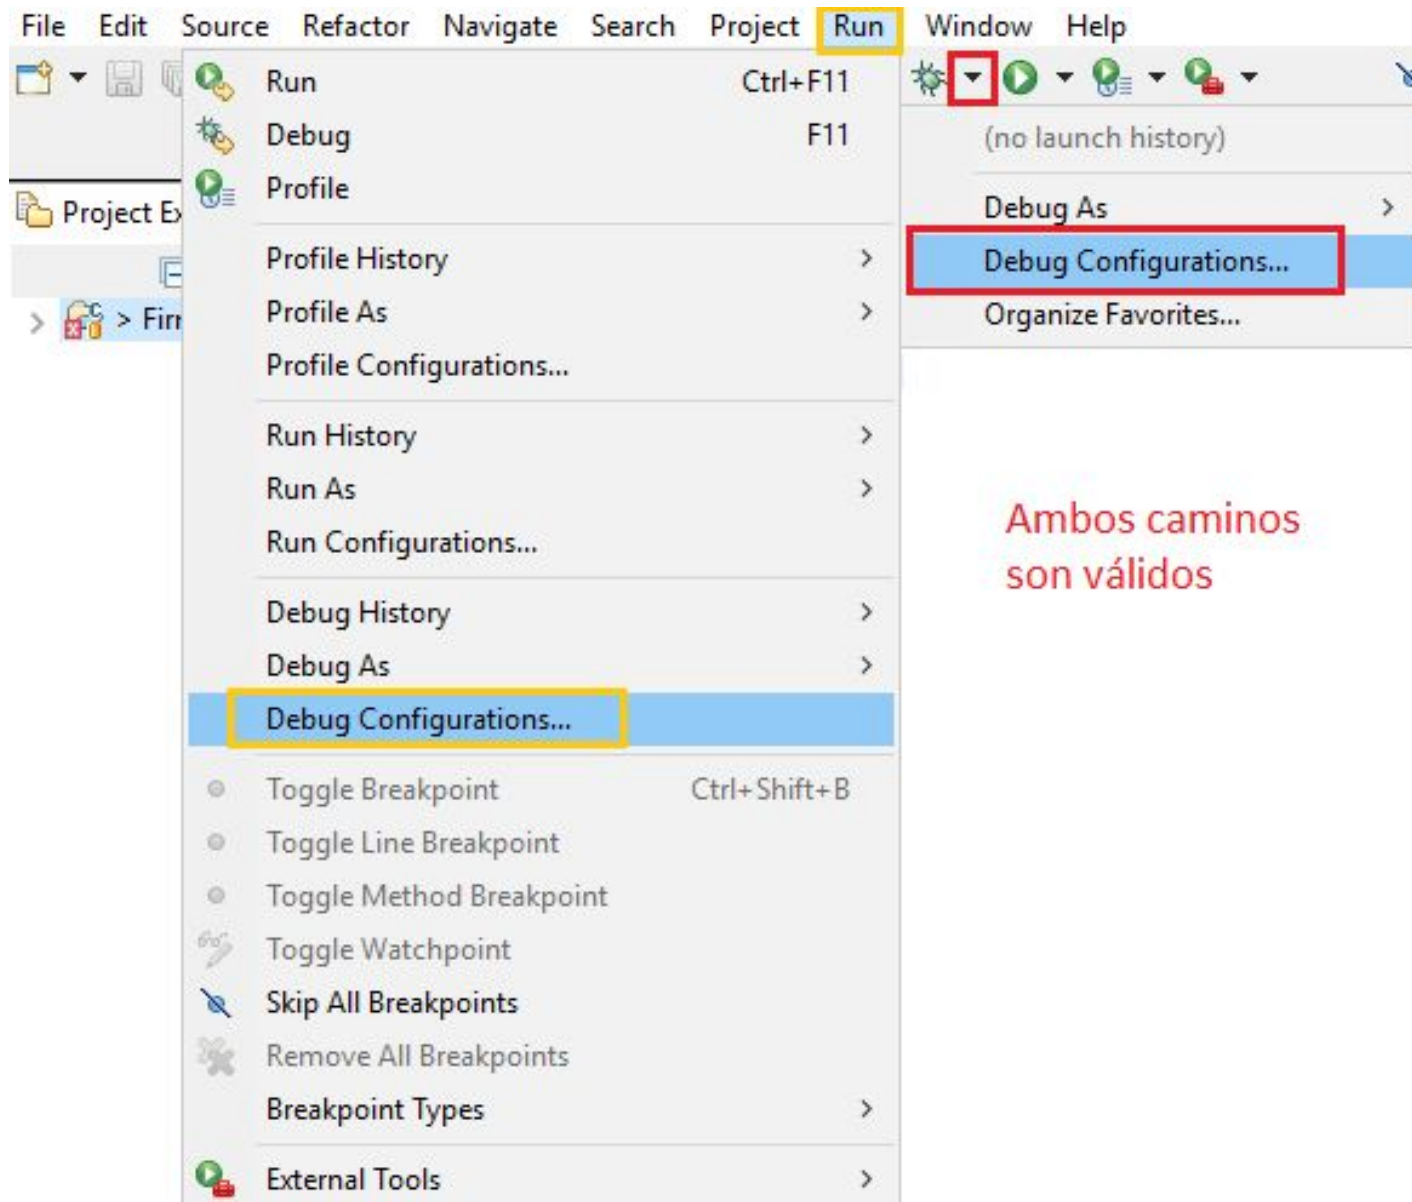 File Edit Source Refactor Navigate Search Project Run Window Help
Run Ctrl+F11
Debug F11
Profile
Project Ex
> Firr
Profile History
Profile As
Profile Configurations...
Run History
Run As
Run Configurations...
Debug History
Debug As
Debug Configurations...
Toggle Breakpoint Ctrl+Shift+B
Toggle Line Breakpoint
Toggle Method Breakpoint
Toggle Watchpoint
Skip All Breakpoints
Remove All Breakpoints
Breakpoint Types
External Tools
(no launch history)
Debug As
Debug Configurations...
Organize Favorites...
Ambos caminos
son válidos